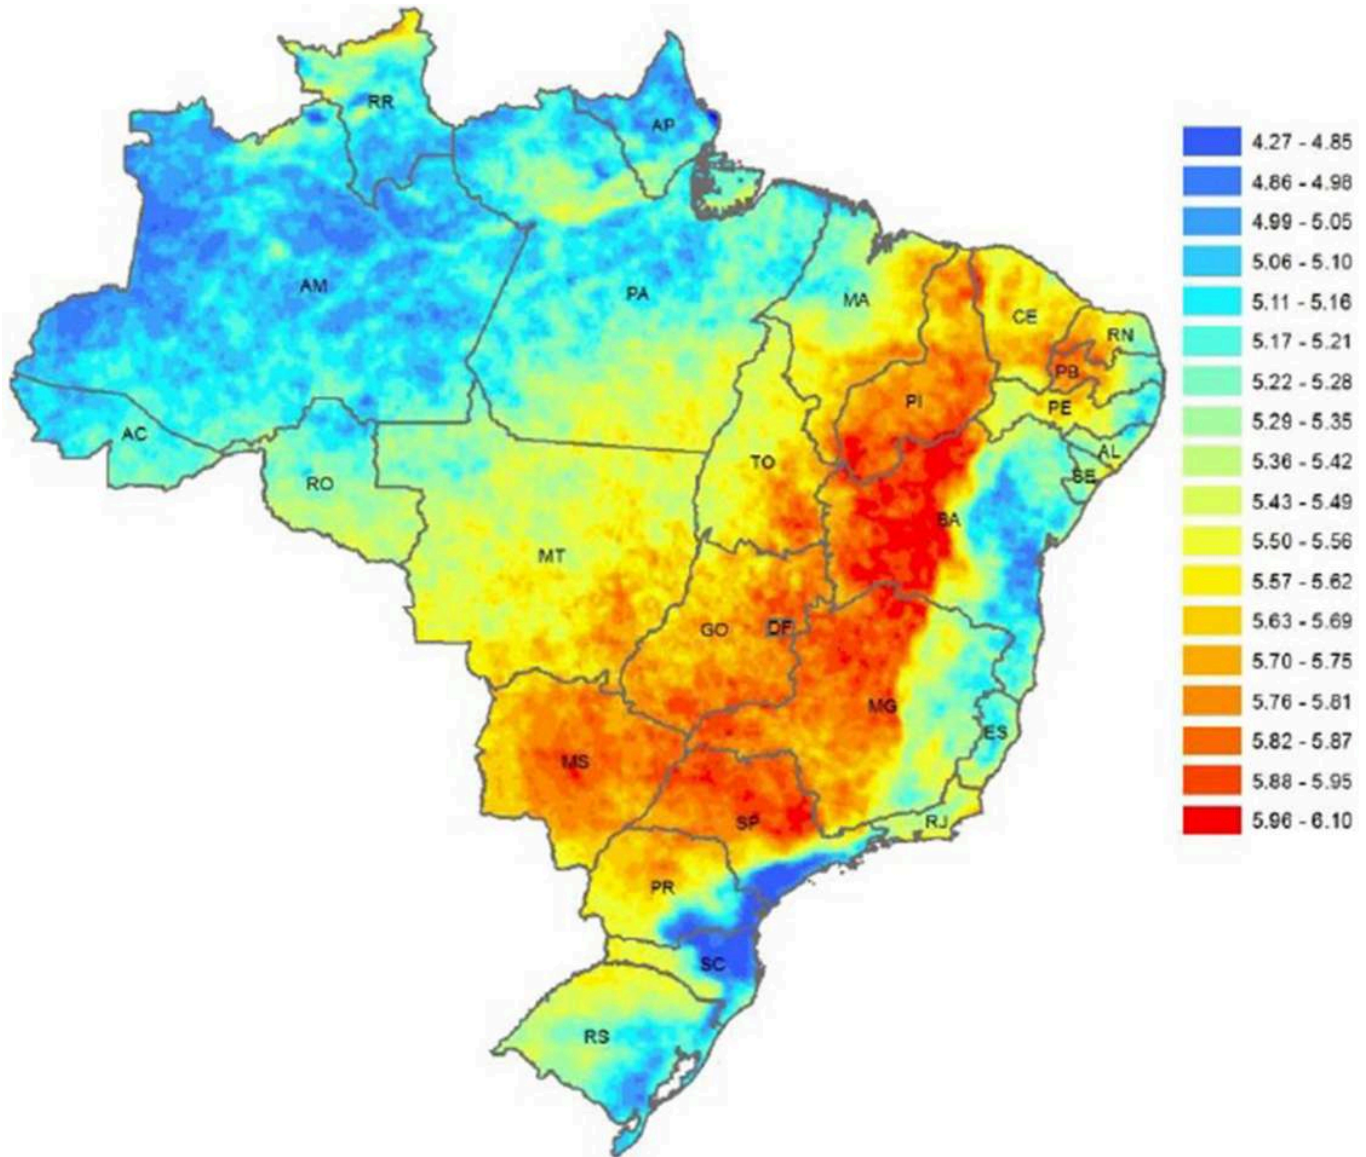 RR
AP
AM
PA
MA
CE
RN
PB
PI
PE
AC
TO
AL
SE
RO
BA
MT
GO
DF
MG
ES
MS
SP
RJ
PR
SC
RS
4.27 - 4.85
4.86 - 4.98
4.99 - 5.05
5.06 - 5.10
5.11 - 5.16
5.17 - 5.21
5.22 - 5.28
5.29 - 5.35
5.36 - 5.42
5.43 - 5.49
5.50 - 5.56
5.57 - 5.62
5.63 - 5.69
5.70 - 5.75
5.76 - 5.81
5.82 - 5.87
5.88 - 5.95
5.96 - 6.10